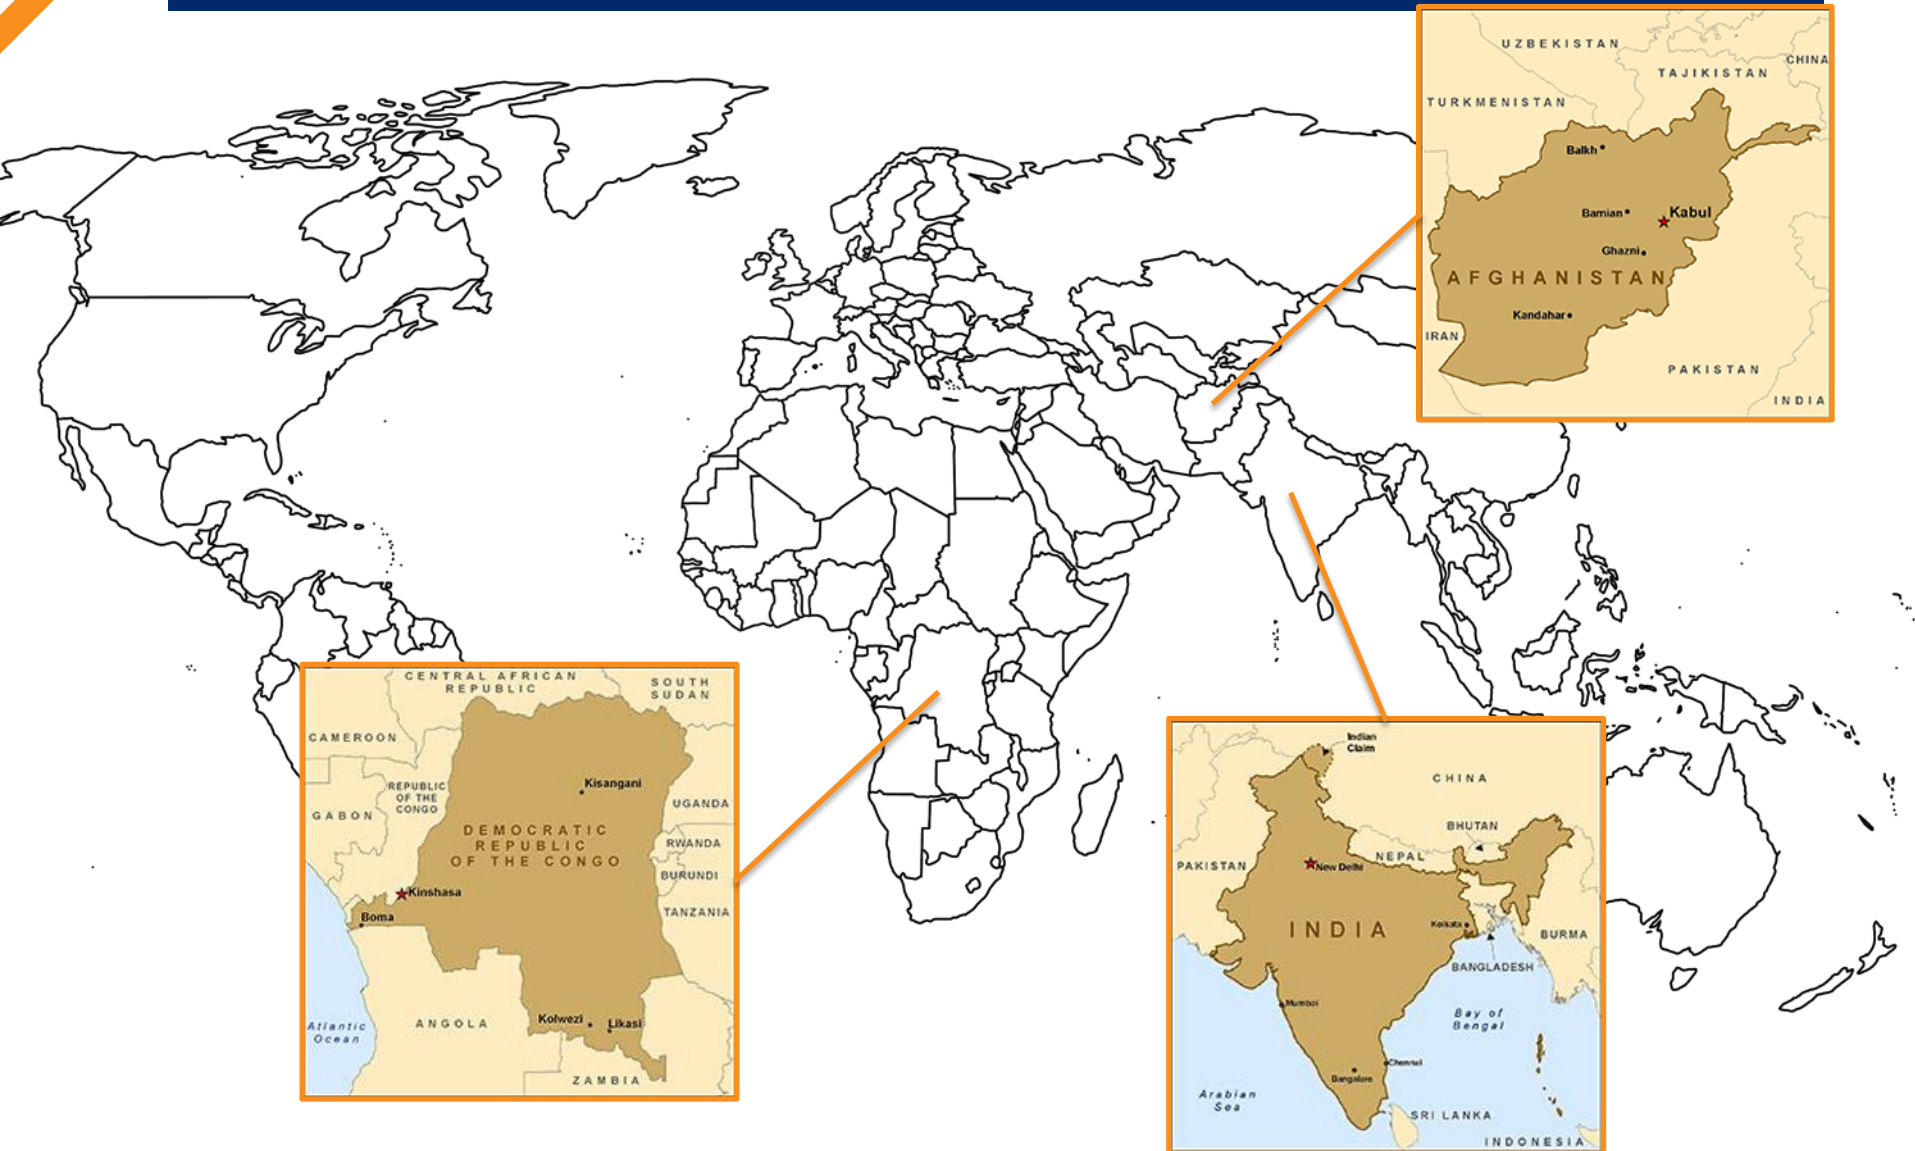 UZBEKISTAN
CHINA
TAJIKISTAN
TURKMENISTAN
Balkh
Bamian
Kabul
Ghazni
AFGHANISTAN
Kandahar
IRAN
PAKISTAN
INDIA
CENTRAL AFRICAN
REPUBLIC
SOUTH
SUDAN
CAMEROON
Kisangani
REPUBLIC
OF THE
CONGO
GABON
UGANDA
DEMOCRATIC
REPUBLIC
OF THE CONGO
RWANDA
BURUNDI
Kinshasa
TANZANIA
Boma
Kolwezi
Likasi
ANGOLA
Atlantic
Ocean
ZAMBIA
Indian
Claim
CHINA
BHUTAN
NEPAL
PAKISTAN
New Delhi
INDIA
Kolkata
BURMA
BANGLADESH
Mumbai
Bay of
Bengal
Chennai
Bangalore
Arabian
Sea
SRI LANKA
INDONESIA